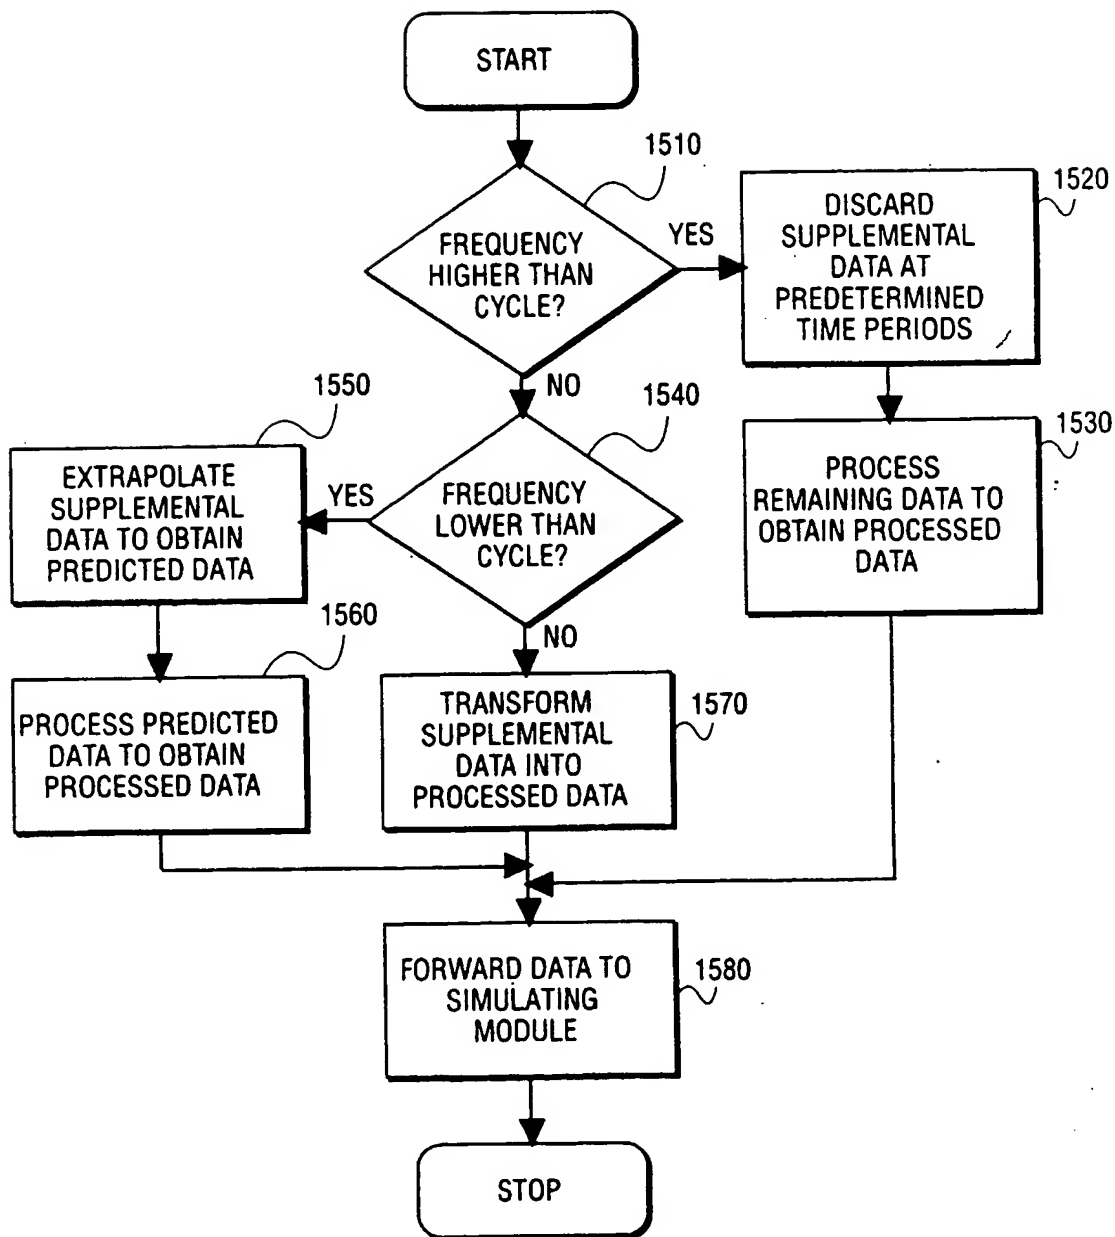 START
1510
FREQUENCY
HIGHER THAN
CYCLE?
YES
NO
1520
DISCARD
SUPPLEMENTAL
DATA AT
PREDETERMINED
TIME PERIODS
1530
PROCESS
REMAINING DATA TO
OBTAIN PROCESSED
DATA
1540
FREQUENCY
LOWER THAN
CYCLE?
YES
NO
1550
EXTRAPOLATE
SUPPLEMENTAL
DATA TO OBTAIN
PREDICTED DATA
1560
PROCESS PREDICTED
DATA TO OBTAIN
PROCESSED DATA
1570
TRANSFORM
SUPPLEMENTAL
DATA INTO
PROCESSED DATA
1580
FORWARD DATA TO
SIMULATING
MODULE
STOP